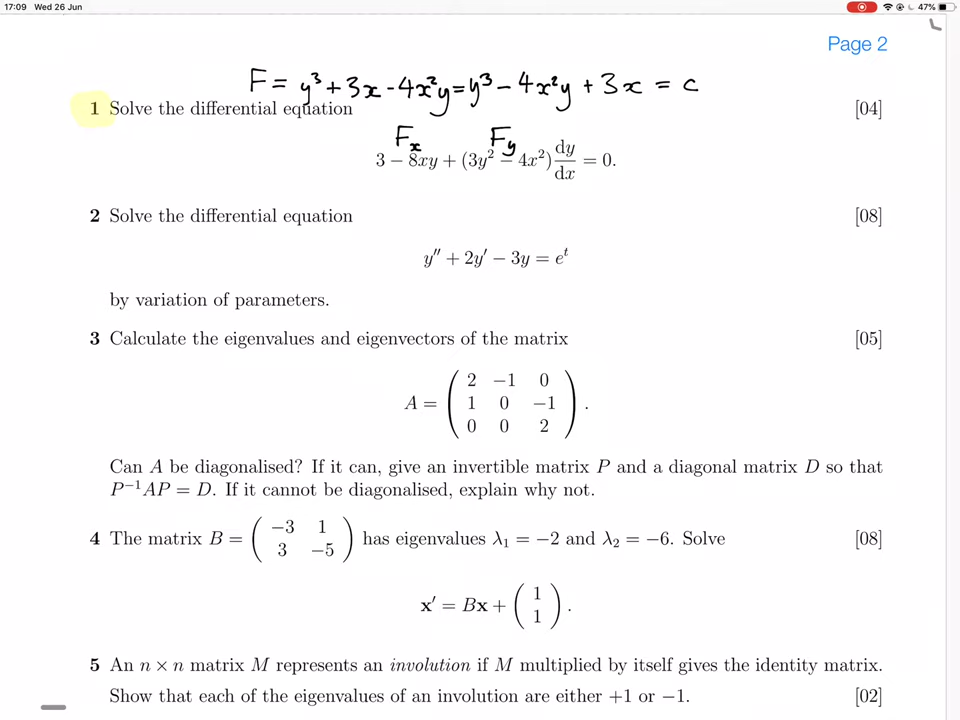 17:09 Wed 26 Jun 47%
Page 2
F = y³ + 3x - 4x²y = y³ - 4x²y + 3x = c
1 Solve the differential equation [04]
Fx Fy
3 − 8xy + (3y² − 4x²) dy/dx = 0.
2 Solve the differential equation [08]
y′′ + 2y′ − 3y = eᵗ
by variation of parameters.
3 Calculate the eigenvalues and eigenvectors of the matrix [05]
2 −1 0
A = 1 0 −1 .
0 0 2
Can A be diagonalised? If it can, give an invertible matrix P and a diagonal matrix D so that
P⁻¹AP = D. If it cannot be diagonalised, explain why not.
4 The matrix B = ( −3 1 ; 3 −5 ) has eigenvalues λ₁ = −2 and λ₂ = −6. Solve [08]
x′ = Bx + ( 1 ; 1 ) .
5 An n × n matrix M represents an involution if M multiplied by itself gives the identity matrix.
Show that each of the eigenvalues of an involution are either +1 or −1. [02]